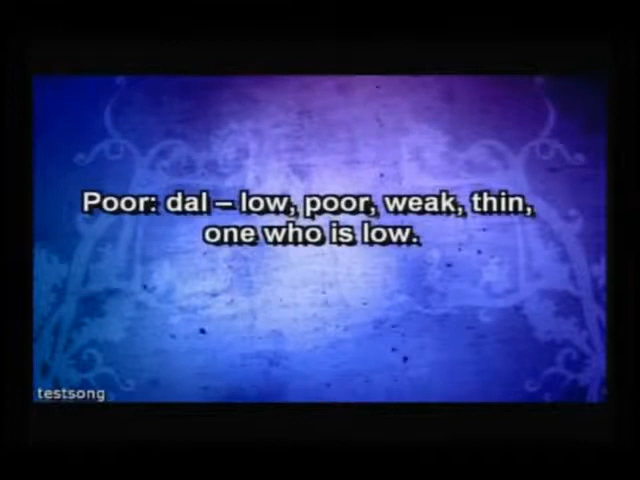 Poor: dal – low, poor, weak, thin,
one who is low.
testsong